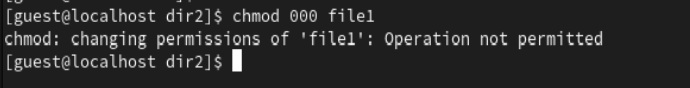 [guest@localhost dir2]$ chmod 000 file1
chmod: changing permissions of 'file1': Operation not permitted
[guest@localhost dir2]$